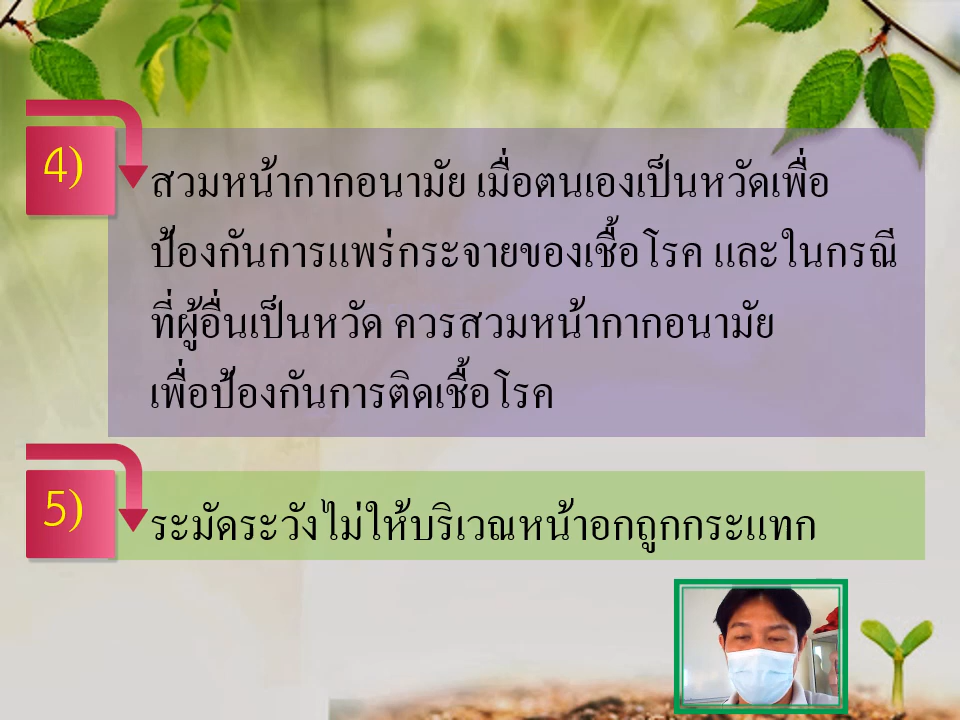 4)
สวมหน้ากากอนามัย เมื่อตนเองเป็นหวัดเพื่อ
ป้องกันการแพร่กระจายของเชื้อโรค และในกรณี
ที่ผู้อื่นเป็นหวัด ควรสวมหน้ากากอนามัย
เพื่อป้องกันการติดเชื้อโรค
5)
ระมัดระวังไม่ให้บริเวณหน้าอกถูกกระแทก